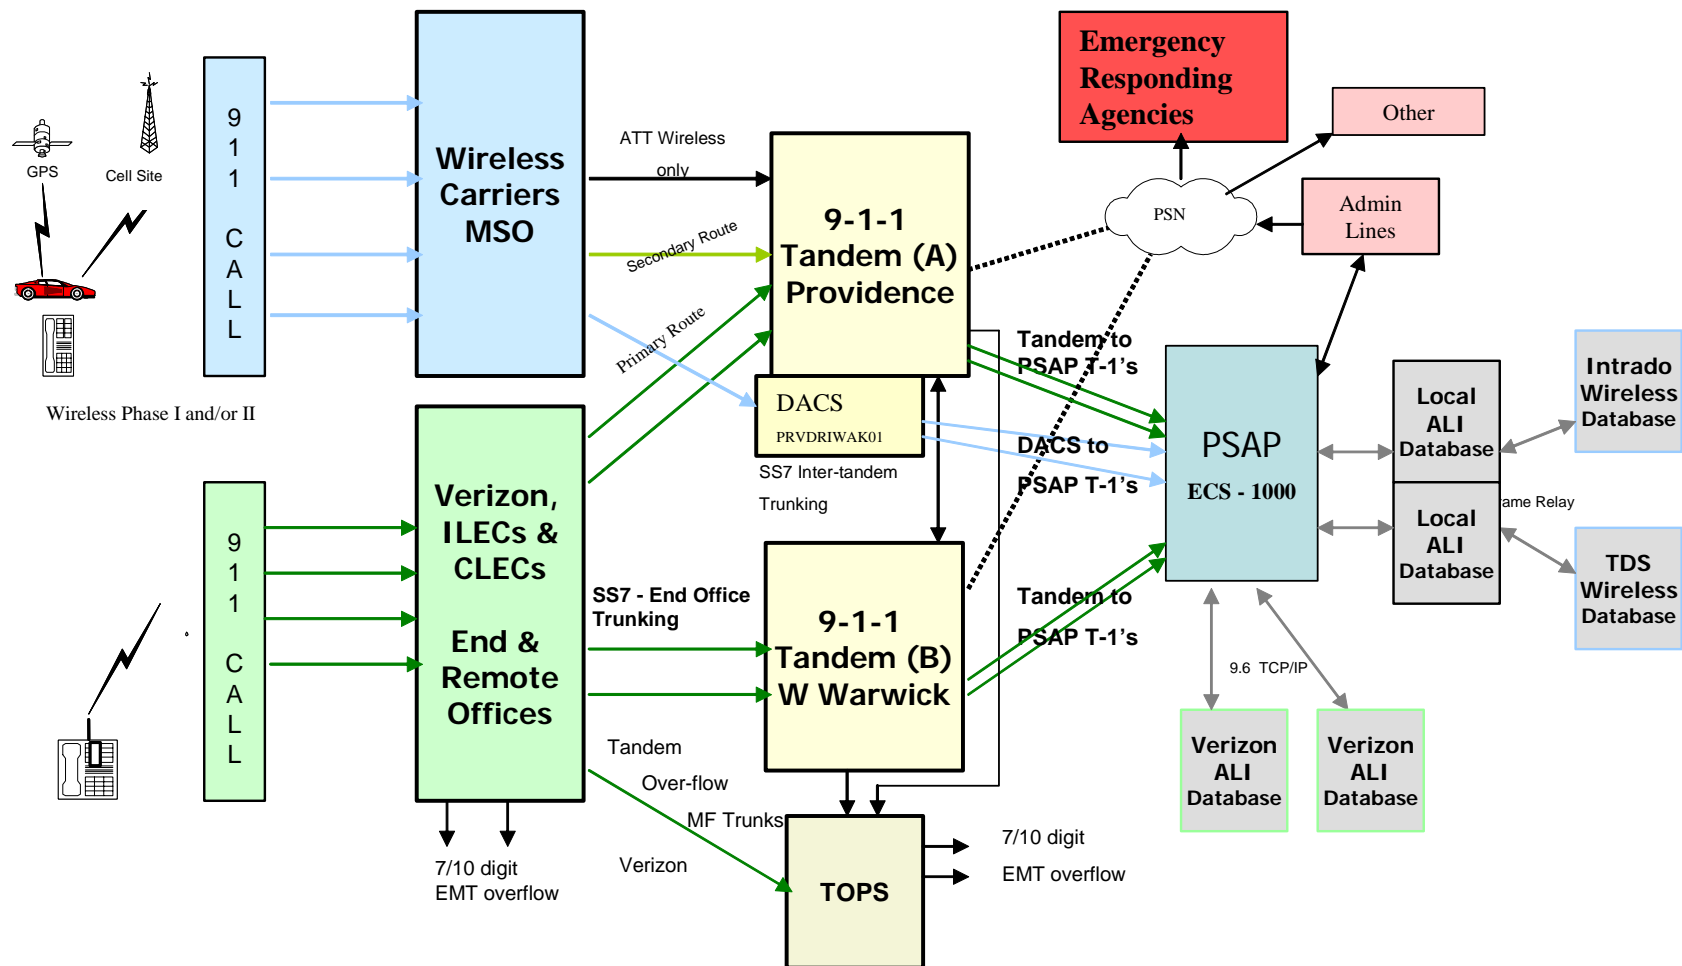 GPS
Cell Site
Wireless Phase I and/or II
9
1
1
C
A
L
L
9
1
1
C
A
L
L
Wireless
Carriers
MSO
Verizon,
ILECs &
CLECs
End &
Remote
Offices
7/10 digit
EMT overflow
ATT Wireless
only
Secondary Route
Primary Route
SS7 - End Office
Trunking
Tandem
Over-flow
MF Trunks
Verizon
9-1-1
Tandem (A)
Providence
DACS
PRVDRIWAK01
SS7 Inter-tandem
Trunking
9-1-1
Tandem (B)
W Warwick
TOPS
7/10 digit
EMT overflow
Emergency
Responding
Agencies
Other
PSN
Admin
Lines
Tandem to
PSAP T-1's
DACS to
PSAP T-1's
Tandem to
PSAP T-1's
PSAP
ECS - 1000
Local
ALI
Database
Local
ALI
Database
Intrado
Wireless
Database
TDS
Wireless
Database
Relay
9.6 TCP/IP
Verizon
ALI
Database
Verizon
ALI
Database